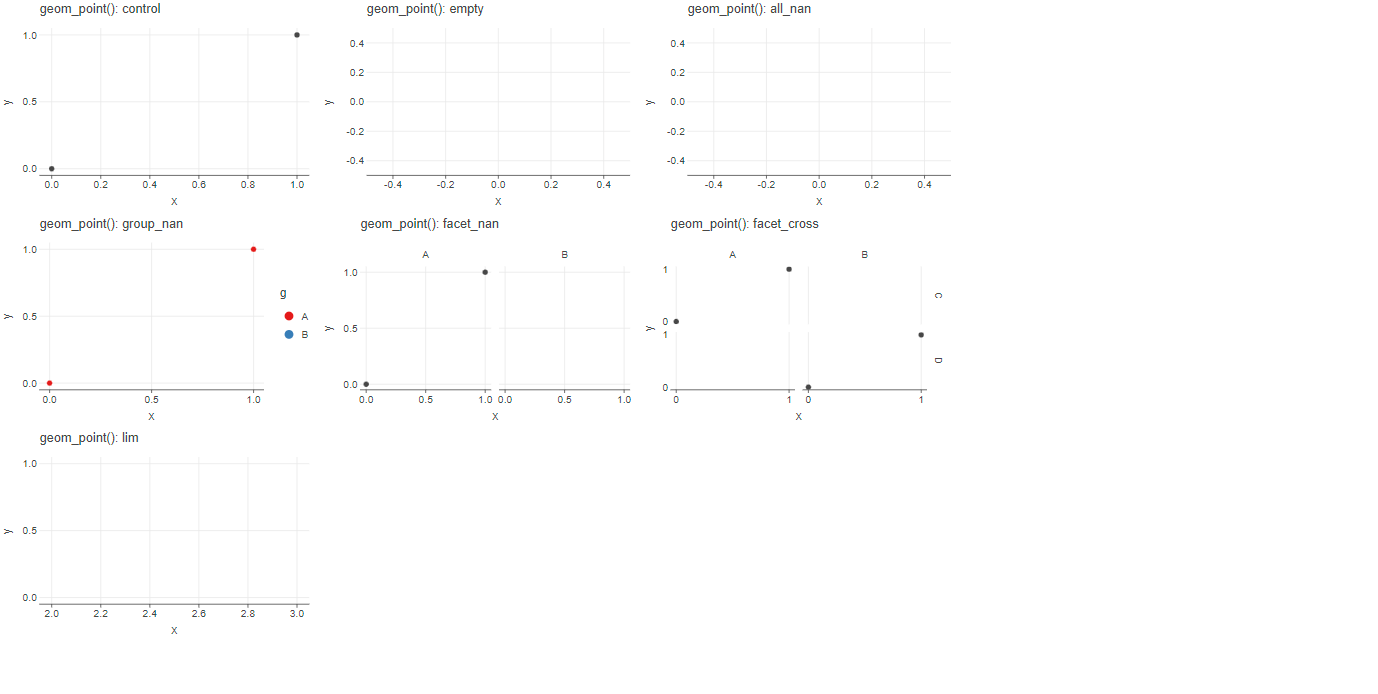 geom_point(): control
1.0
0.5
0.0
y
0.0 0.2 0.4 0.6 0.8 1.0
x
geom_point(): empty
0.4
0.2
0.0
-0.2
-0.4
y
-0.4 -0.2 0.0 0.2 0.4
x
geom_point(): all_nan
0.4
0.2
0.0
-0.2
-0.4
y
-0.4 -0.2 0.0 0.2 0.4
x
geom_point(): group_nan
1.0
0.5
0.0
y
0.0 0.5 1.0
x
g
A
B
geom_point(): facet_nan
A B
1.0
0.5
0.0
y
0.0 0.5 1.0 0.0 0.5 1.0
x
geom_point(): facet_cross
A B
1
0
C
1
0
D
y
0 1 0 1
x
geom_point(): lim
1.0
0.5
0.0
y
2.0 2.2 2.4 2.6 2.8 3.0
x